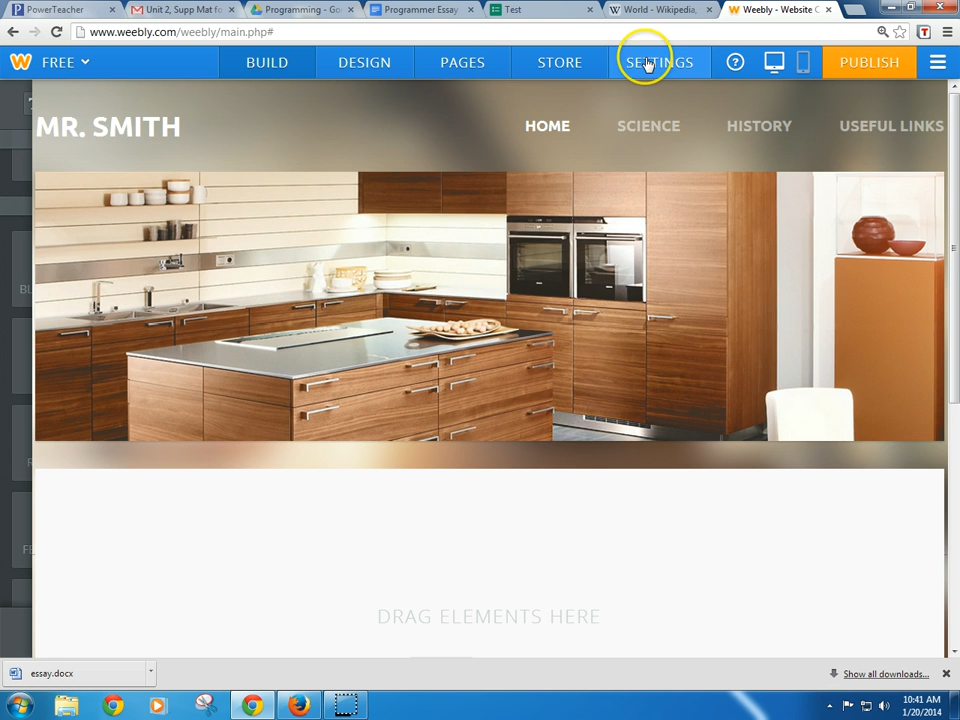 PowerTeacher
Unit 2, Supp Mat fo
Programming - Go
Programmer Essay
Test
World - Wikipedia,
Weebly - Website C
www.weebly.com/weebly/main.php#
FREE
BUILD
DESIGN
PAGES
STORE
SETTINGS
PUBLISH
MR. SMITH
HOME
SCIENCE
HISTORY
USEFUL LINKS
DRAG ELEMENTS HERE
essay.docx
Show all downloads...
10:41 AM
1/20/2014